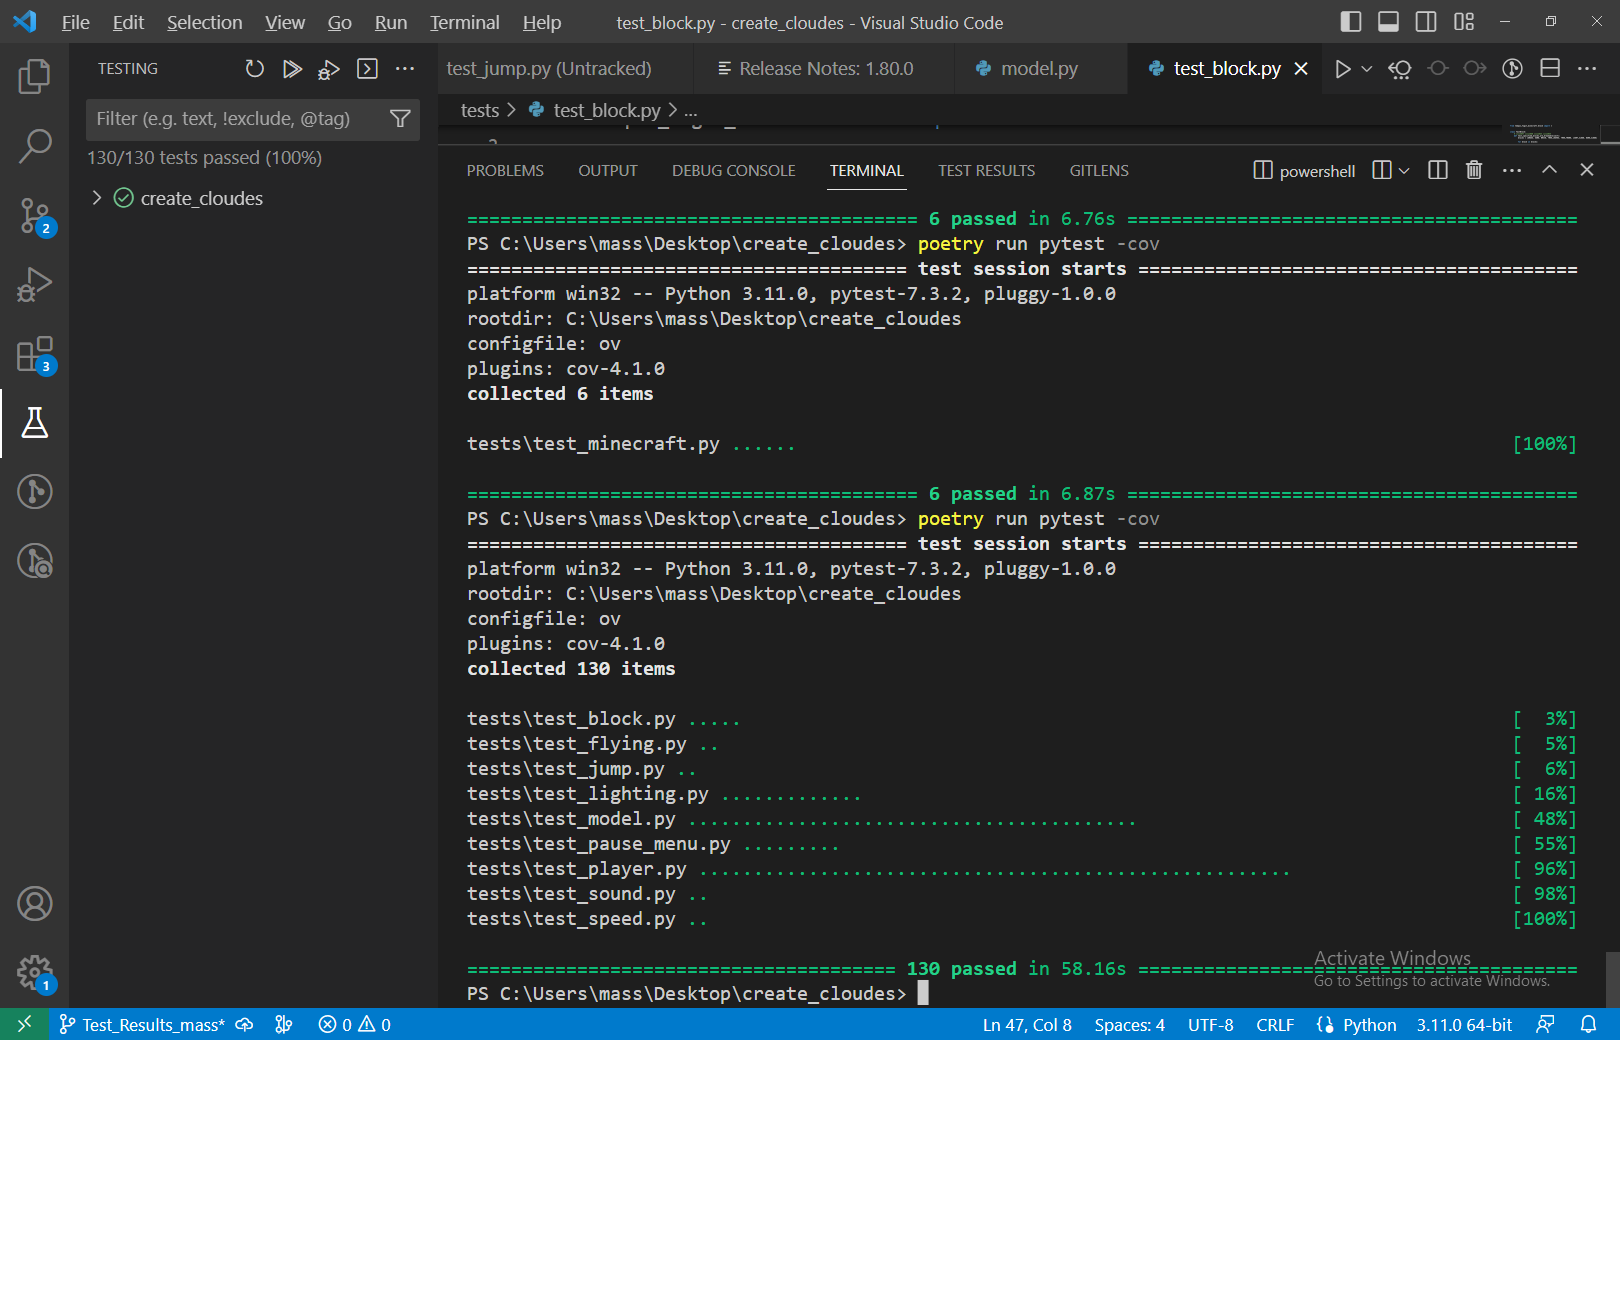 File Edit Selection View Go Run Terminal Help test_block.py - create_cloudes - Visual Studio Code
TESTING
test_jump.py (Untracked) Release Notes: 1.80.0 model.py test_block.py
tests > test_block.py > ...
Filter (e.g. text, !exclude, @tag)
130/130 tests passed (100%)
create_cloudes
2
3
1
PROBLEMS OUTPUT DEBUG CONSOLE TERMINAL TEST RESULTS GITLENS powershell
========================================= 6 passed in 6.76s =========================================
PS C:\Users\mass\Desktop\create_cloudes> poetry run pytest -cov
======================================== test session starts ========================================
platform win32 -- Python 3.11.0, pytest-7.3.2, pluggy-1.0.0
rootdir: C:\Users\mass\Desktop\create_cloudes
configfile: ov
plugins: cov-4.1.0
collected 6 items
tests\test_minecraft.py ...... [100%]
========================================= 6 passed in 6.87s =========================================
PS C:\Users\mass\Desktop\create_cloudes> poetry run pytest -cov
======================================== test session starts ========================================
platform win32 -- Python 3.11.0, pytest-7.3.2, pluggy-1.0.0
rootdir: C:\Users\mass\Desktop\create_cloudes
configfile: ov
plugins: cov-4.1.0
collected 130 items
tests\test_block.py ..... [  3%]
tests\test_flying.py .. [  5%]
tests\test_jump.py .. [  6%]
tests\test_lighting.py ............. [ 16%]
tests\test_model.py ......................................... [ 48%]
tests\test_pause_menu.py ......... [ 55%]
tests\test_player.py ...................................................... [ 96%]
tests\test_sound.py .. [ 98%]
tests\test_speed.py .. [100%]
======================================= 130 passed in 58.16s ========================================
PS C:\Users\mass\Desktop\create_cloudes>
Activate Windows
Go to Settings to activate Windows.
Test_Results_mass* 0 0 Ln 47, Col 8 Spaces: 4 UTF-8 CRLF Python 3.11.0 64-bit